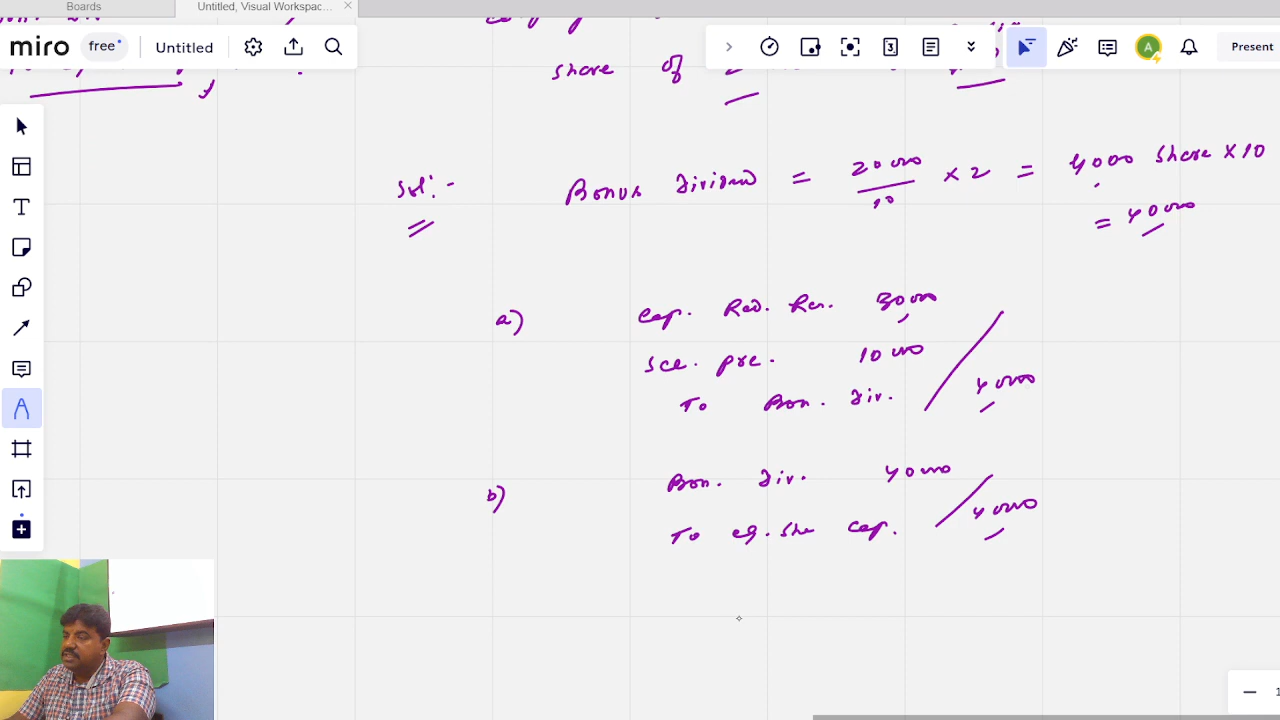 Boards
Untitled, Visual Workspac...
miro free Untitled
Present
A
3
share of
Sol: - Bonus Dividend = 20000/10 × 2 = 4000 Share × 10
= 40000
a) Cap. Red. Res. 30000
Sce. pre. 10000
To Bon. Div. 40000
b) Bon. Div. 40000
To eq. Sha cap. 40000